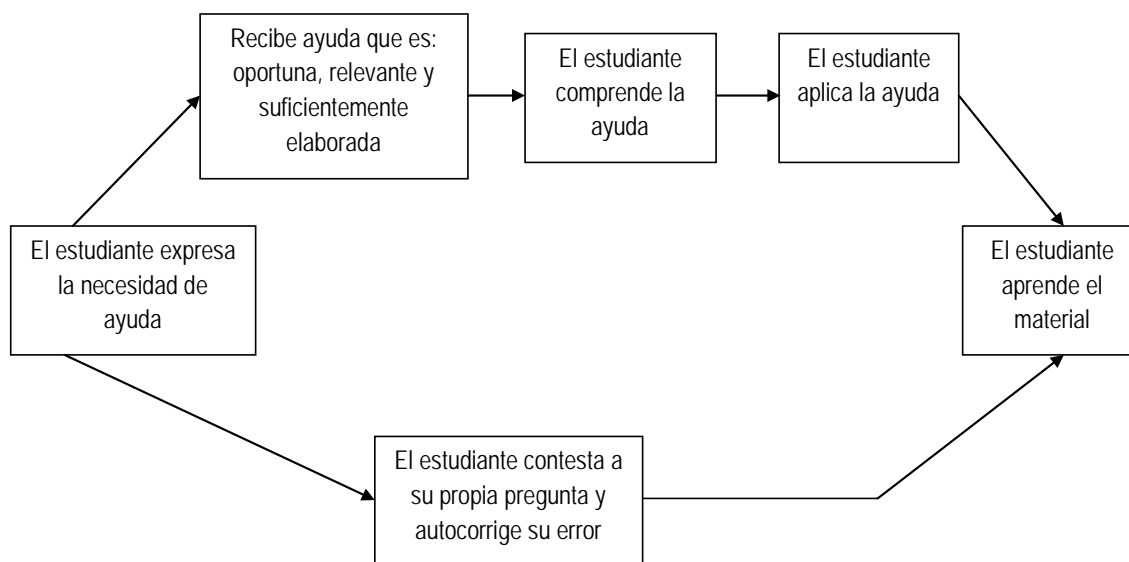 Recibe ayuda que es:
oportuna, relevante y
suficientemente
elaborada
El estudiante
comprende la
ayuda
El estudiante
aplica la ayuda
El estudiante expresa
la necesidad de
ayuda
El estudiante
aprende el
material
El estudiante contesta a
su propia pregunta y
autocorrige su error